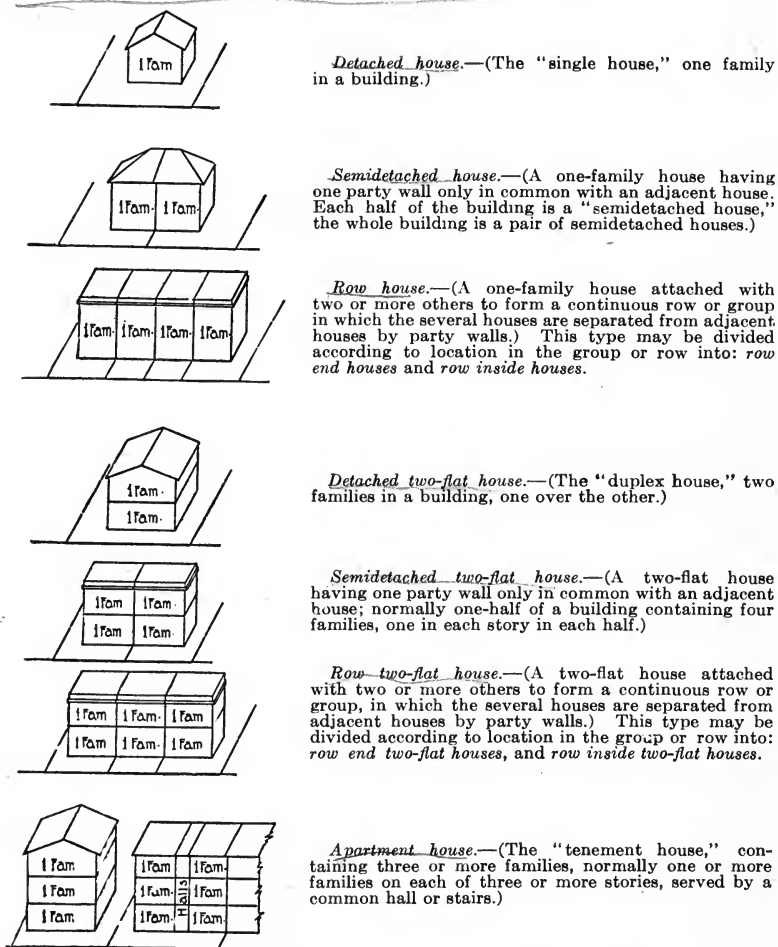 1 Fam
Detached house.—(The "single house," one family
in a building.)
1 Fam. 1 Fam.
Semidetached house.—(A one-family house having
one party wall only in common with an adjacent house.
Each half of the building is a "semidetached house,"
the whole building is a pair of semidetached houses.)
1 Fam. 1 Fam. 1 Fam. 1 Fam.
Row house.—(A one-family house attached with
two or more others to form a continuous row or group
in which the several houses are separated from adjacent
houses by party walls.) This type may be divided
according to location in the group or row into: row
end houses and row inside houses.
1 Fam.
1 Fam.
Detached two-flat house.—(The "duplex house," two
families in a building, one over the other.)
1 Fam 1 Fam.
1 Fam 1 Fam.
Semidetached two-flat house.—(A two-flat house
having one party wall only in common with an adjacent
house; normally one-half of a building containing four
families, one in each story in each half.)
1 Fam 1 Fam. 1 Fam
1 Fam 1 Fam. 1 Fam
Row two-flat house.—(A two-flat house attached
with two or more others to form a continuous row or
group, in which the several houses are separated from
adjacent houses by party walls.) This type may be
divided according to location in the group or row into:
row end two-flat houses, and row inside two-flat houses.
1 Fam
1 Fam
1 Fam
1 Fam 1 Fam.
1 Fam. 1 Fam
1 Fam. 1 Fam
Halls
Apartment house.—(The "tenement house," con-
taining three or more families, normally one or more
families on each of three or more stories, served by a
common hall or stairs.)